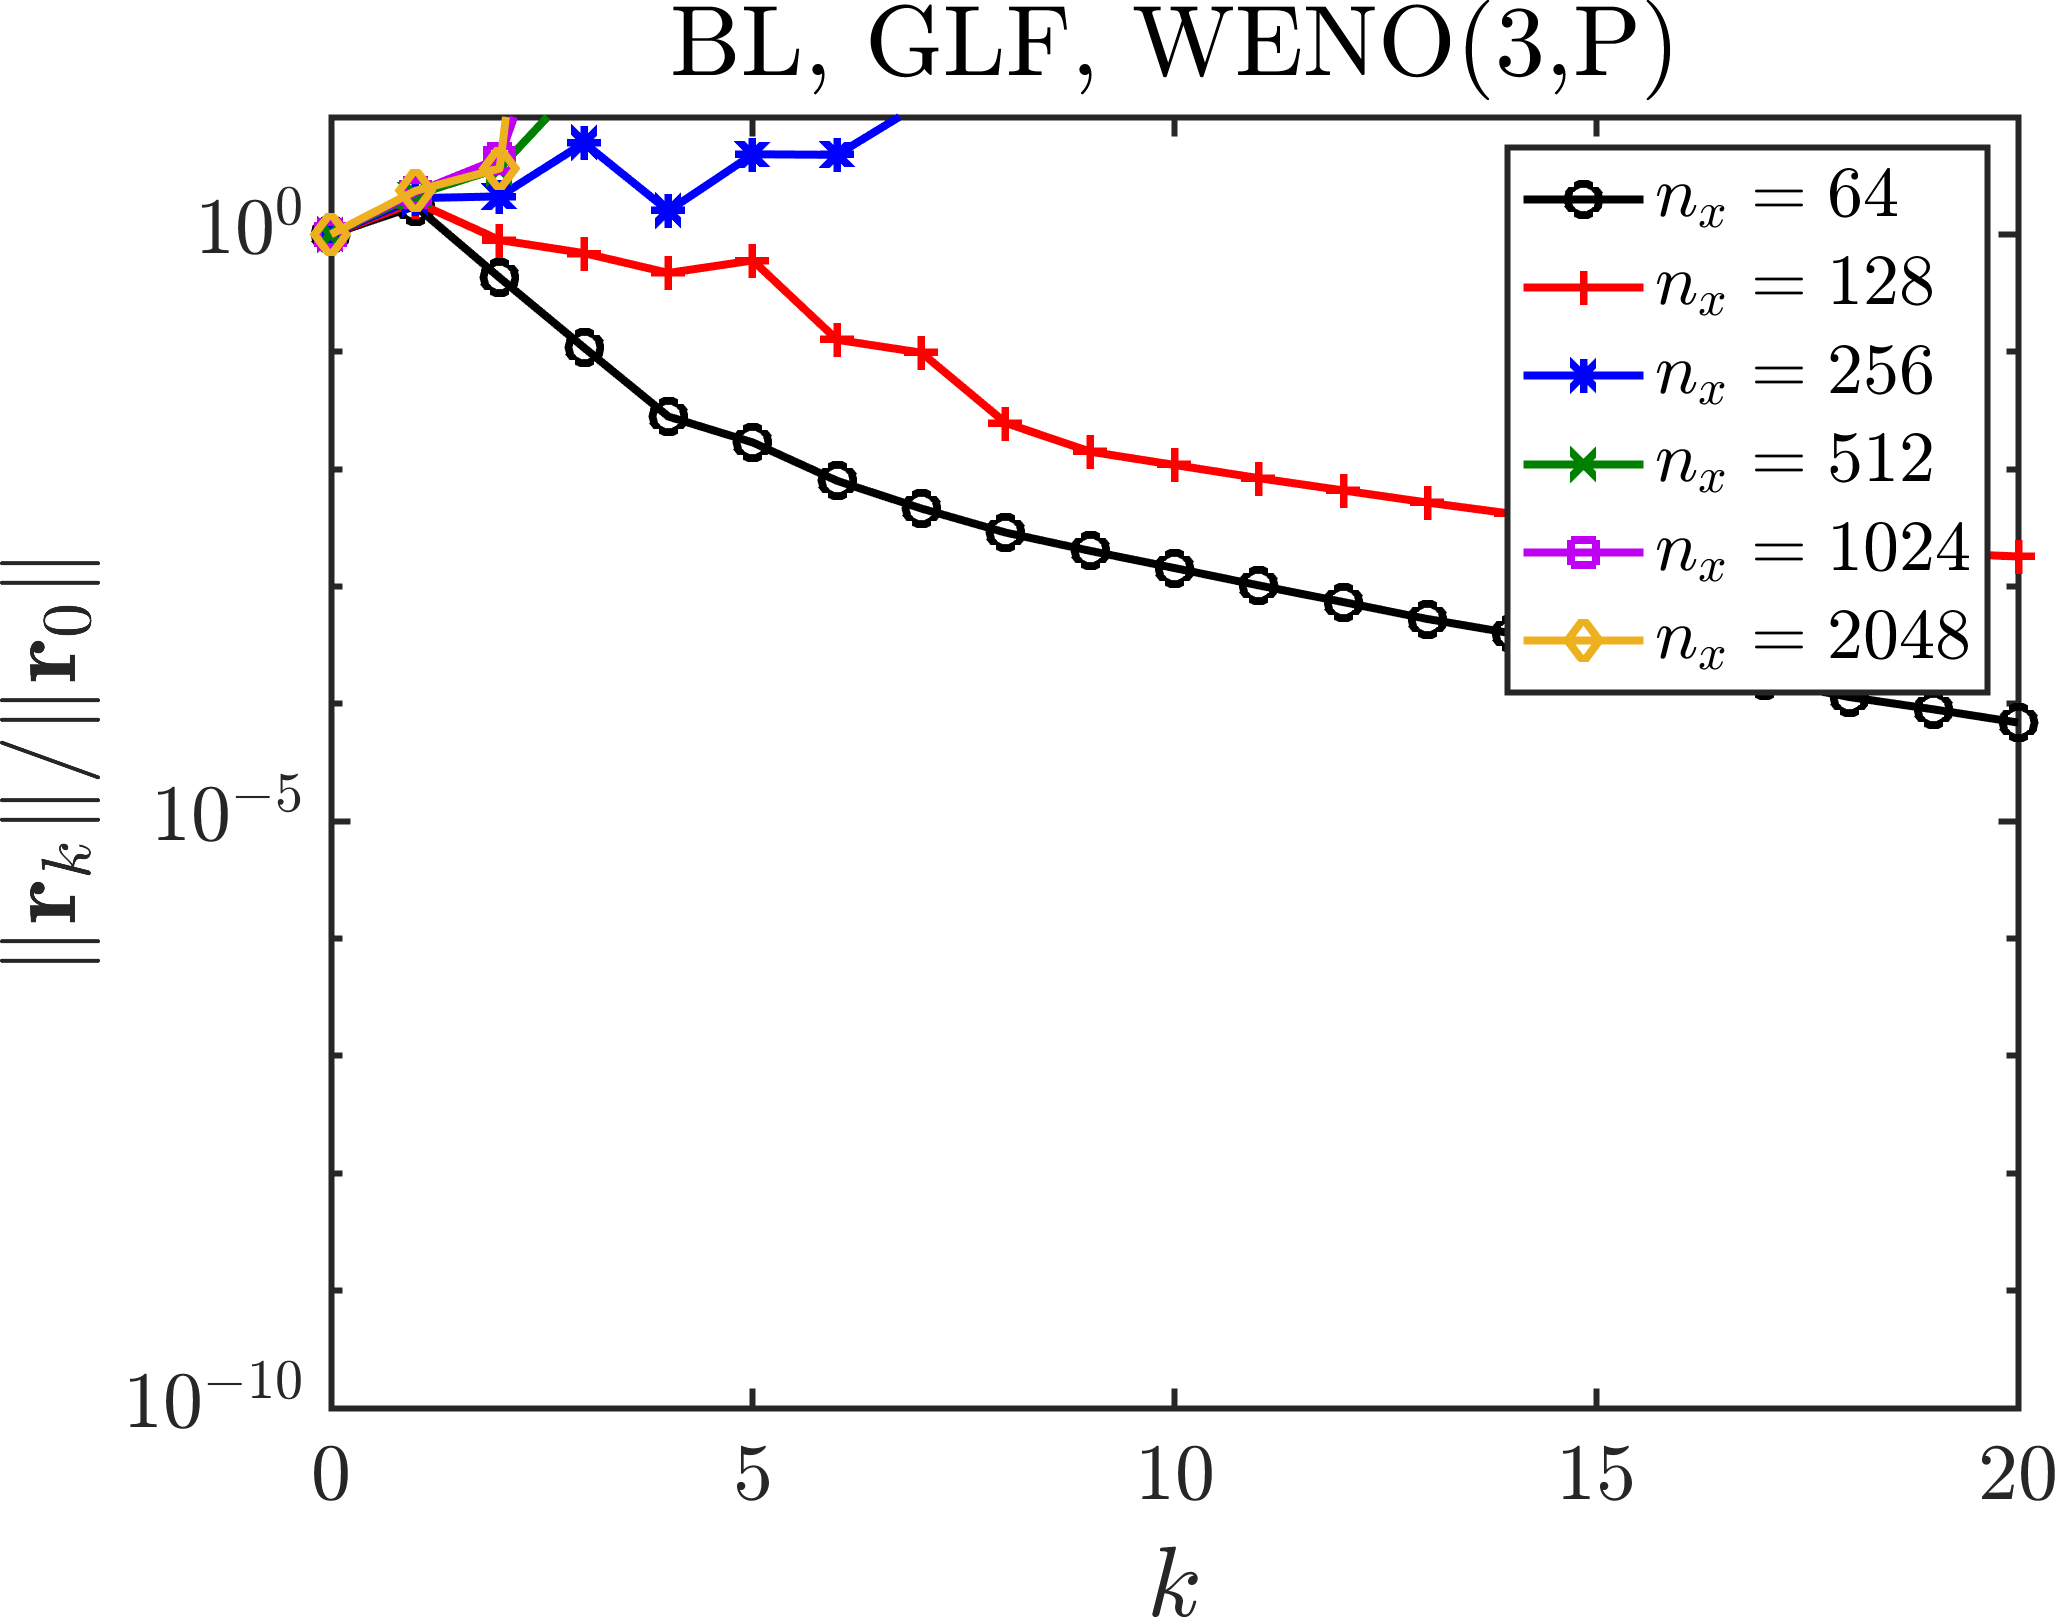 BL, GLF, WENO(3,P)
‖r_k‖/‖r_0‖
10^0
10^{-5}
10^{-10}
n_x = 64
n_x = 128
n_x = 256
n_x = 512
n_x = 1024
n_x = 2048
0 5 10 15 20
k